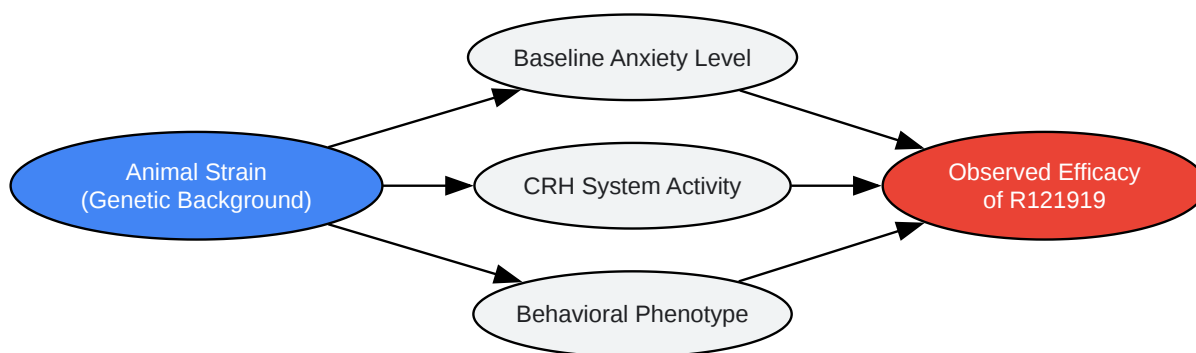 Baseline Anxiety Level
Animal Strain
(Genetic Background)
CRH System Activity
Observed Efficacy
of R121919
Behavioral Phenotype